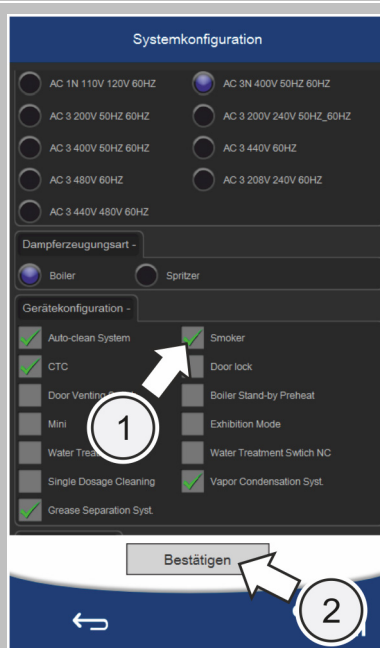 Systemkonfiguration
AC 1N 110V 120V 60HZ AC 3N 400V 50HZ 60HZ
AC 3 200V 50HZ 60HZ AC 3 200V 240V 50HZ_60HZ
AC 3 400V 50HZ 60HZ AC 3 440V 60HZ
AC 3 480V 60HZ AC 3 208V 240V 60HZ
AC 3 440V 480V 60HZ
Dampferzeugungsart -
Boiler Spritzer
Gerätekonfiguration -
Auto-clean System Smoker
CTC Door lock
Door Venting Boiler Stand-by Preheat
Mini Exhibition Mode
Water Water Treatment Swtich NC
Single Dosage Cleaning Vapor Condensation Syst.
Grease Separation Syst.
1
Bestätigen
2